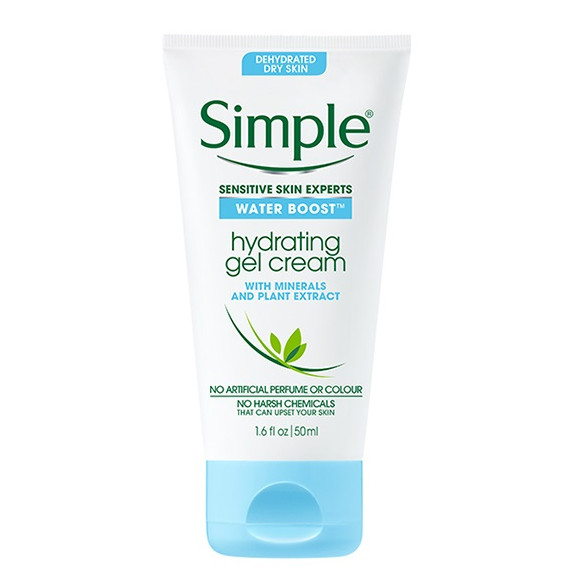 DEHYDRATED
DRY SKIN
Simple®
SENSITIVE SKIN EXPERTS
WATER BOOST™
hydrating
gel cream
WITH MINERALS
AND PLANT EXTRACT
NO ARTIFICIAL PERFUME OR COLOUR
NO HARSH CHEMICALS
THAT CAN UPSET YOUR SKIN
1.6 fl oz | 50ml